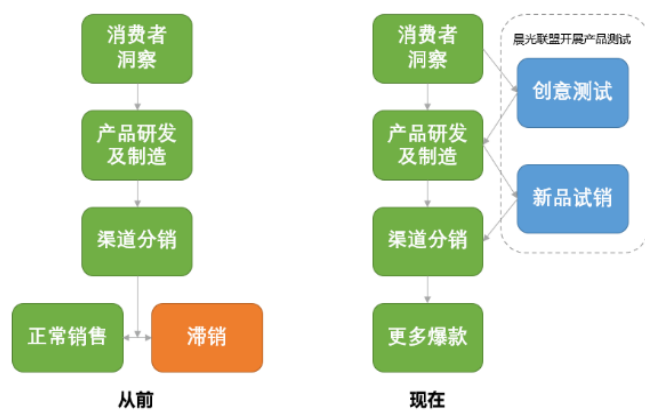 消费者
洞察
产品研发
及制造
渠道分销
正常销售
滞销
从前
消费者
洞察
产品研发
及制造
渠道分销
更多爆款
现在
晨光联盟开展产品测试
创意测试
新品试销